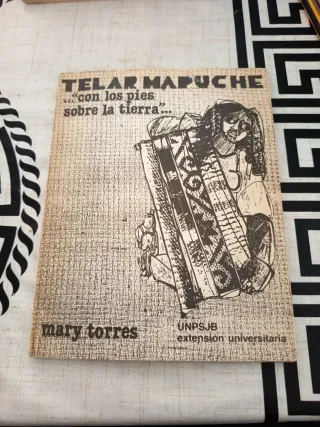 TELAR MAPUCHE
..."con los pies
sobre la tierra"...
mary torres
UNPSJB
extensión universitaria